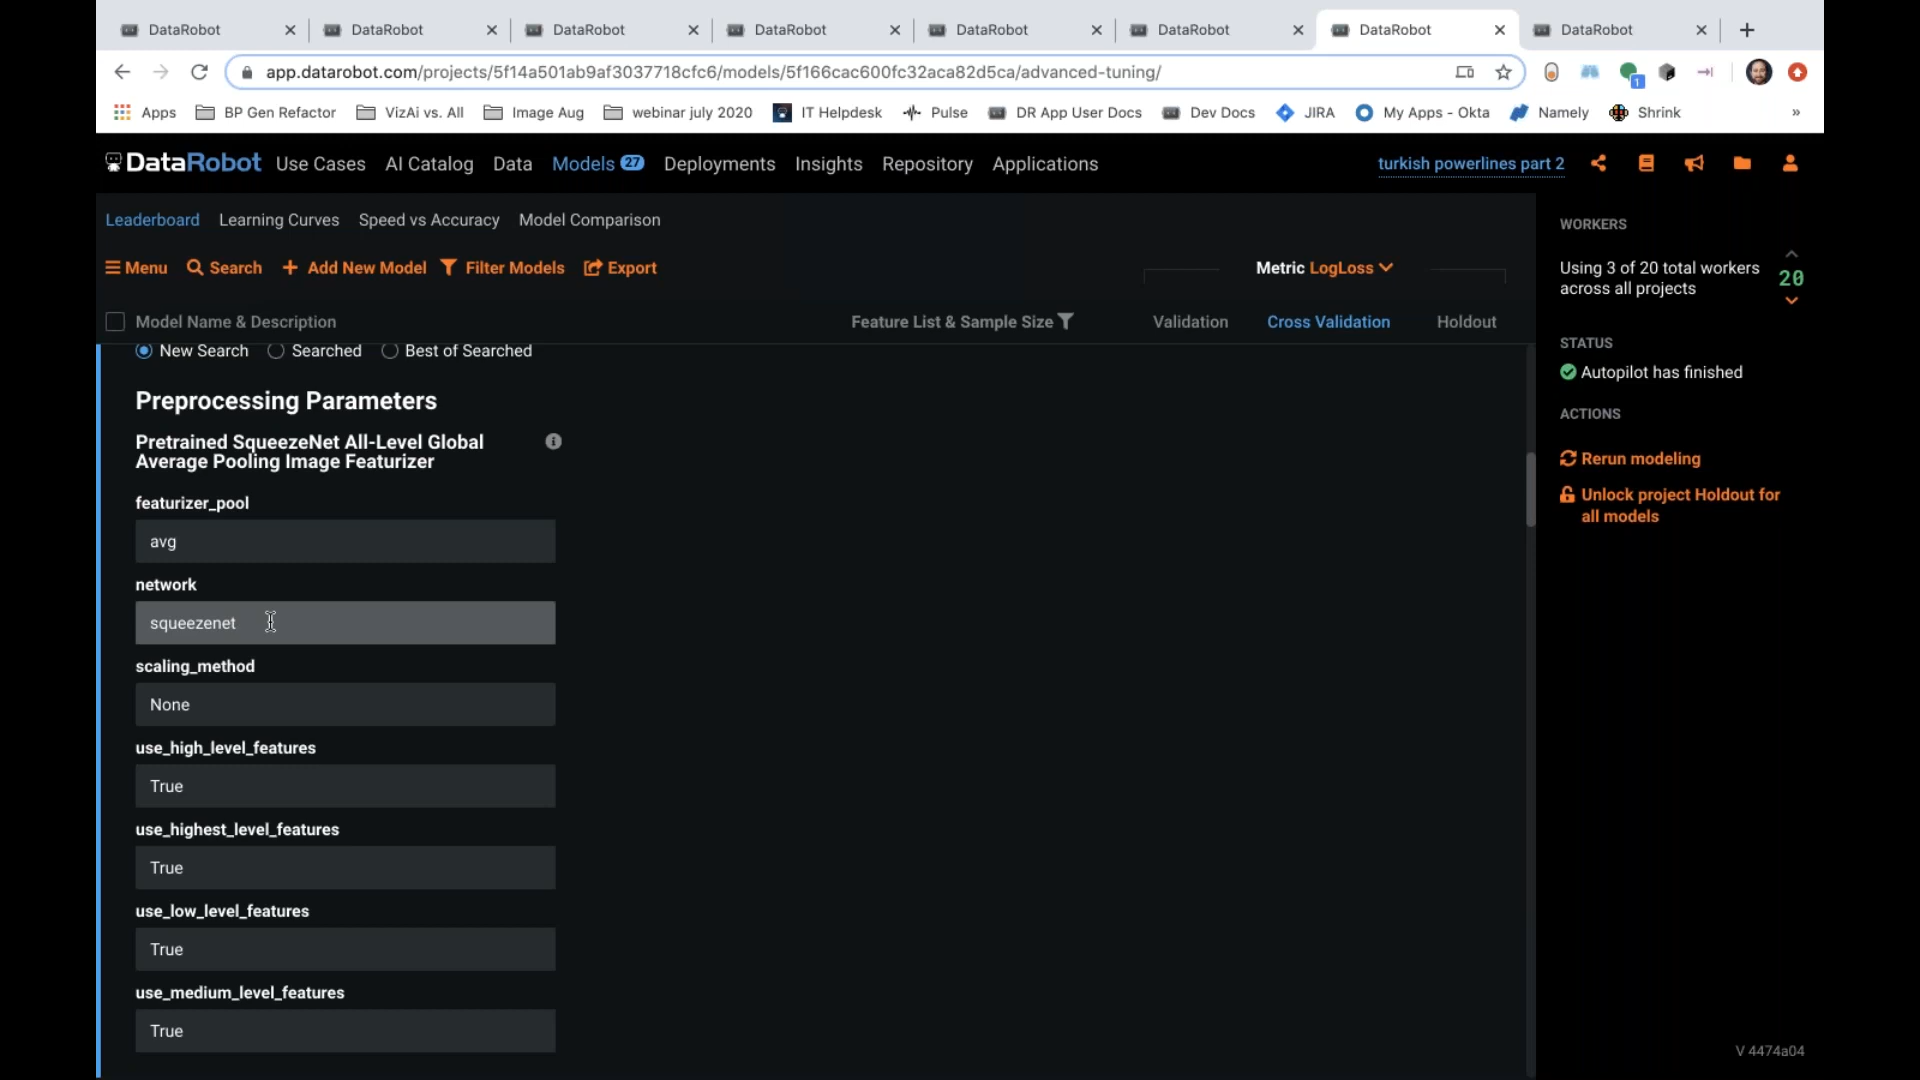 DataRobot DataRobot DataRobot DataRobot DataRobot DataRobot DataRobot DataRobot
app.datarobot.com/projects/5f14a501ab9af3037718cfc6/models/5f166cac600fc32aca82d5ca/advanced-tuning/
1
Apps BP Gen Refactor VizAi vs. All Image Aug webinar july 2020 IT Helpdesk Pulse DR App User Docs Dev Docs JIRA My Apps - Okta Namely Shrink »
DataRobot Use Cases AI Catalog Data Models 27 Deployments Insights Repository Applications turkish powerlines part 2
Leaderboard Learning Curves Speed vs Accuracy Model Comparison
Menu Search + Add New Model Filter Models Export Metric LogLoss
Model Name & Description Feature List & Sample Size Validation Cross Validation Holdout
New Search Searched Best of Searched
Preprocessing Parameters
Pretrained SqueezeNet All-Level Global
Average Pooling Image Featurizer
featurizer_pool
avg
network
squeezenet
scaling_method
None
use_high_level_features
True
use_highest_level_features
True
use_low_level_features
True
use_medium_level_features
True
WORKERS
Using 3 of 20 total workers
across all projects
20
STATUS
Autopilot has finished
ACTIONS
Rerun modeling
Unlock project Holdout for
all models
V 4474a04